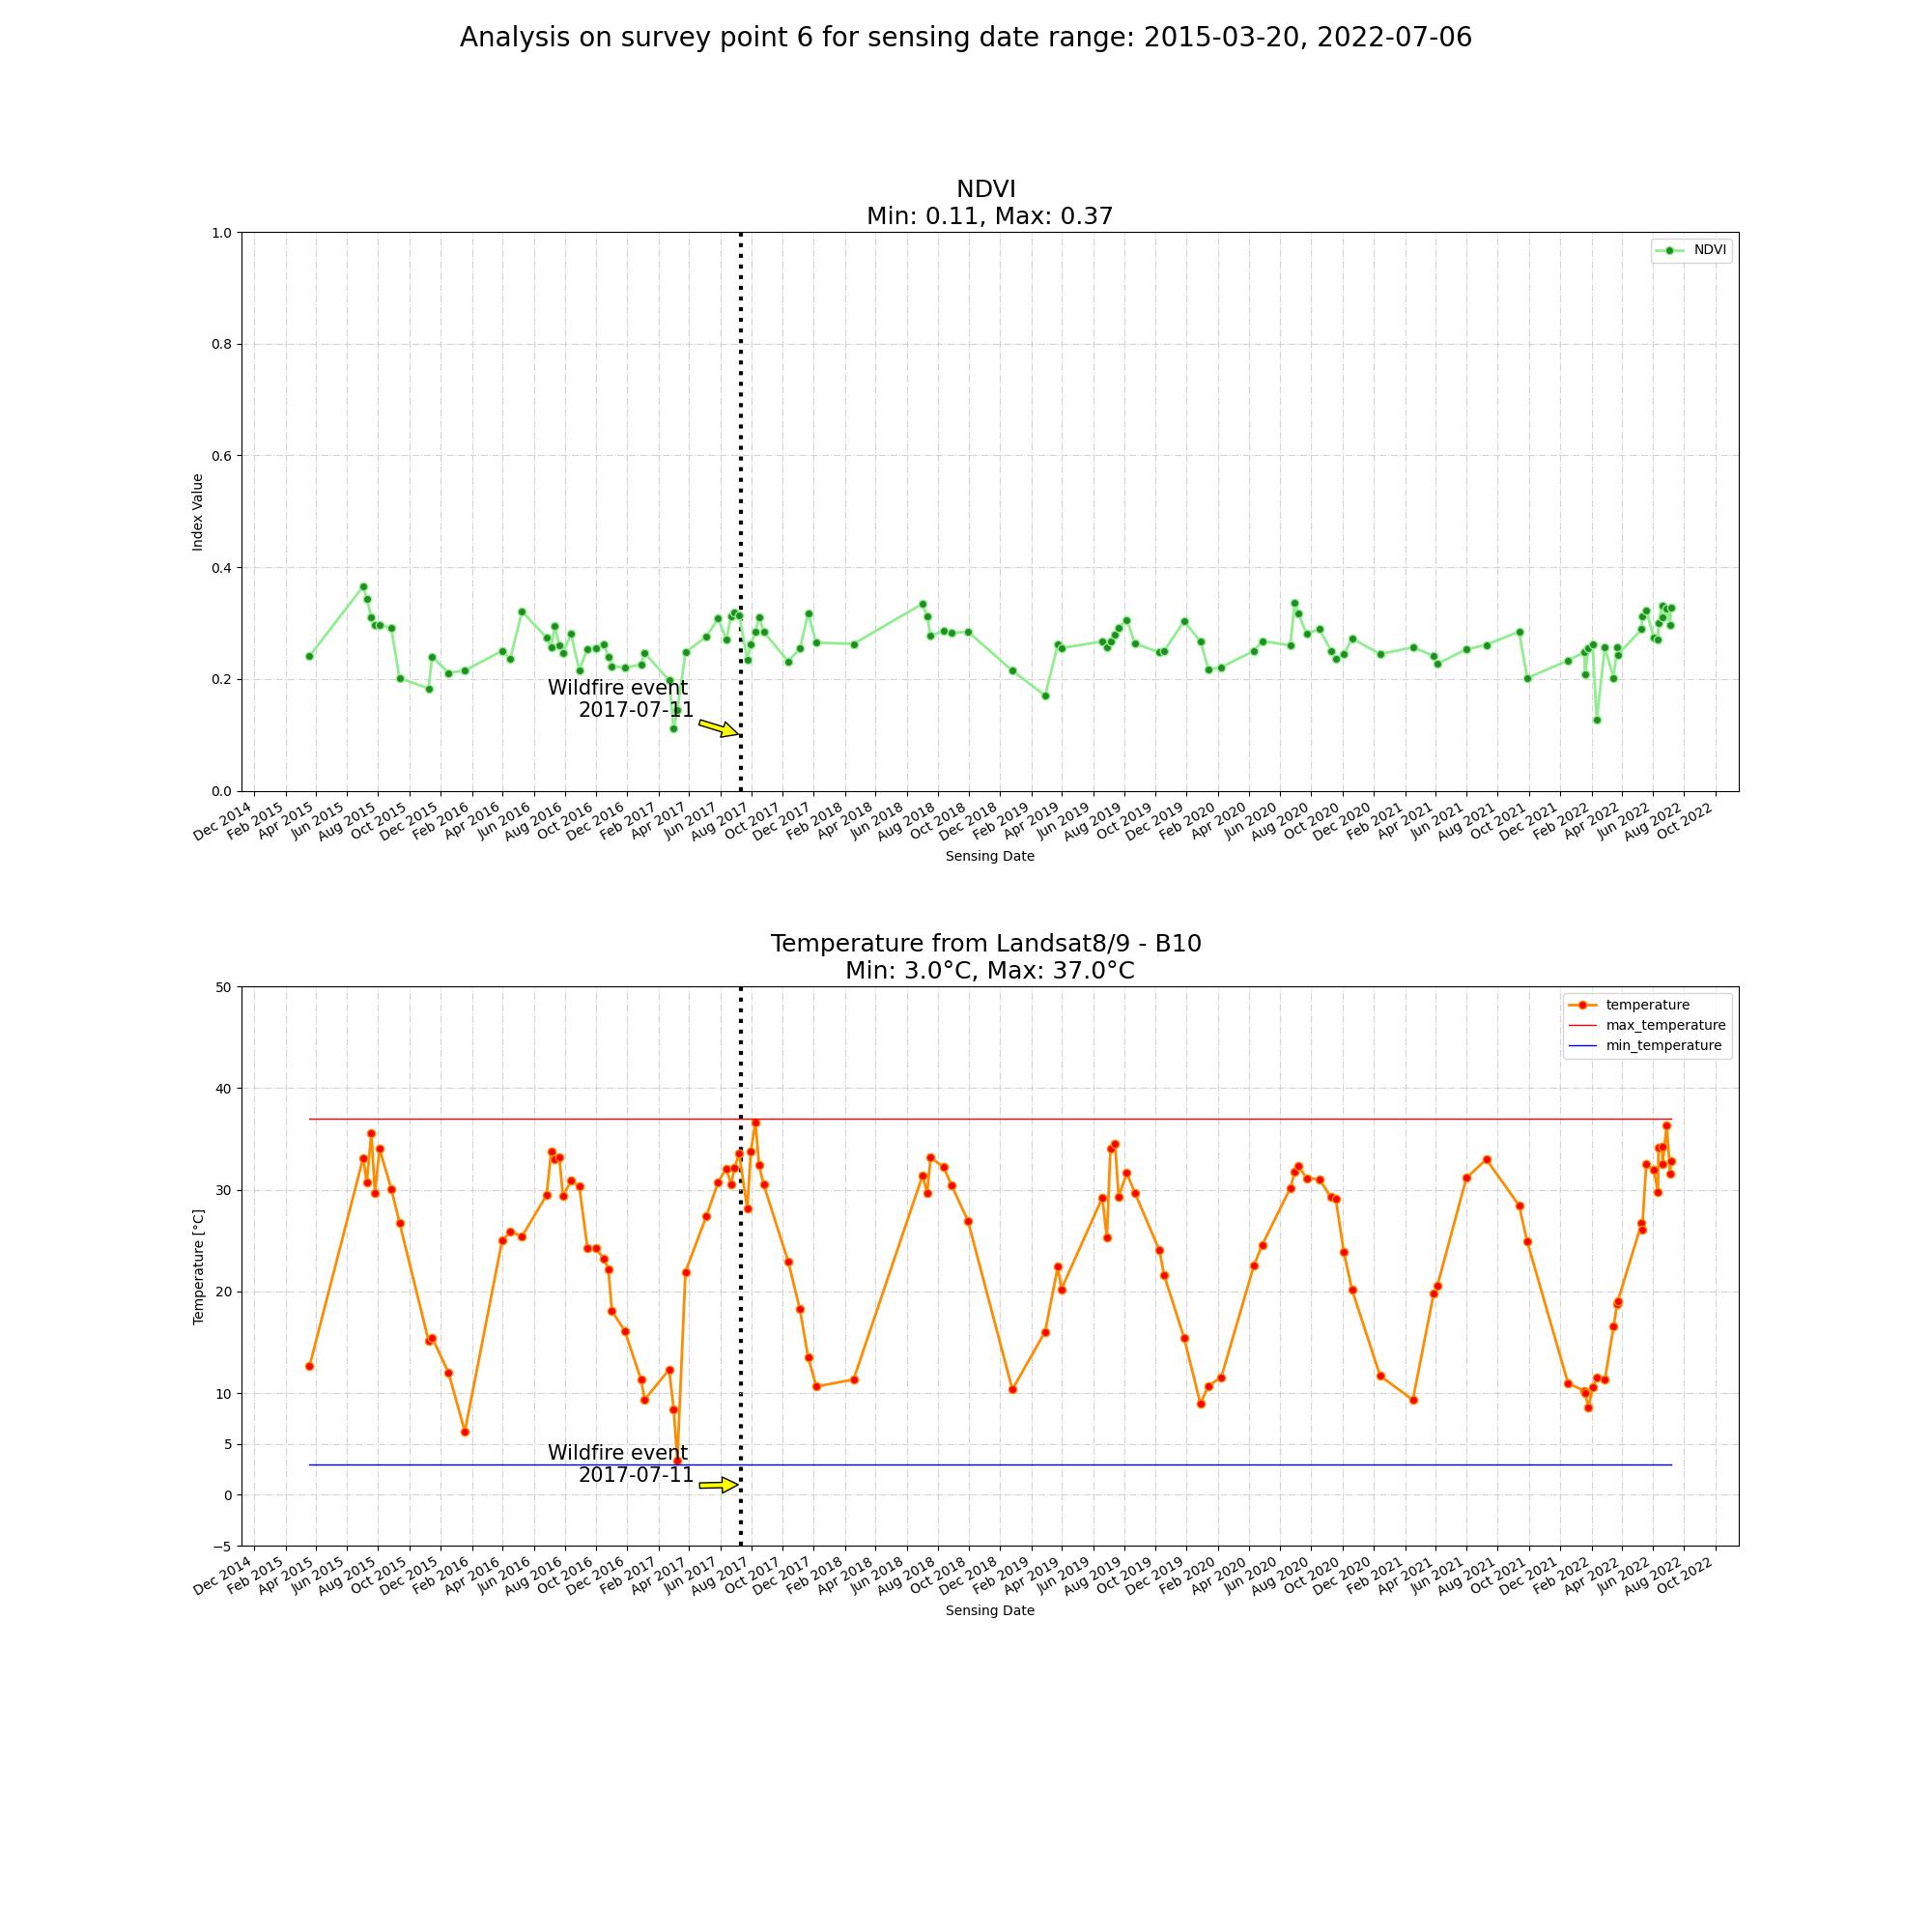 Analysis on survey point 6 for sensing date range: 2015-03-20, 2022-07-06
NDVI
Min: 0.11, Max: 0.37
1.0
0.8
0.6
0.4
0.2
0.0
Index Value
NDVI
Wildfire event
2017-07-11
Dec 2014
Feb 2015
Apr 2015
Jun 2015
Aug 2015
Oct 2015
Dec 2015
Feb 2016
Apr 2016
Jun 2016
Aug 2016
Oct 2016
Dec 2016
Feb 2017
Apr 2017
Jun 2017
Aug 2017
Oct 2017
Dec 2017
Feb 2018
Apr 2018
Jun 2018
Aug 2018
Oct 2018
Dec 2018
Feb 2019
Apr 2019
Jun 2019
Aug 2019
Oct 2019
Dec 2019
Feb 2020
Apr 2020
Jun 2020
Aug 2020
Oct 2020
Dec 2020
Feb 2021
Apr 2021
Jun 2021
Aug 2021
Oct 2021
Dec 2021
Feb 2022
Apr 2022
Jun 2022
Aug 2022
Oct 2022
Sensing Date
Temperature from Landsat8/9 - B10
Min: 3.0°C, Max: 37.0°C
50
40
30
20
10
5
0
−5
Temperature [°C]
temperature
max_temperature
min_temperature
Wildfire event
2017-07-11
Dec 2014
Feb 2015
Apr 2015
Jun 2015
Aug 2015
Oct 2015
Dec 2015
Feb 2016
Apr 2016
Jun 2016
Aug 2016
Oct 2016
Dec 2016
Feb 2017
Apr 2017
Jun 2017
Aug 2017
Oct 2017
Dec 2017
Feb 2018
Apr 2018
Jun 2018
Aug 2018
Oct 2018
Dec 2018
Feb 2019
Apr 2019
Jun 2019
Aug 2019
Oct 2019
Dec 2019
Feb 2020
Apr 2020
Jun 2020
Aug 2020
Oct 2020
Dec 2020
Feb 2021
Apr 2021
Jun 2021
Aug 2021
Oct 2021
Dec 2021
Feb 2022
Apr 2022
Jun 2022
Aug 2022
Oct 2022
Sensing Date